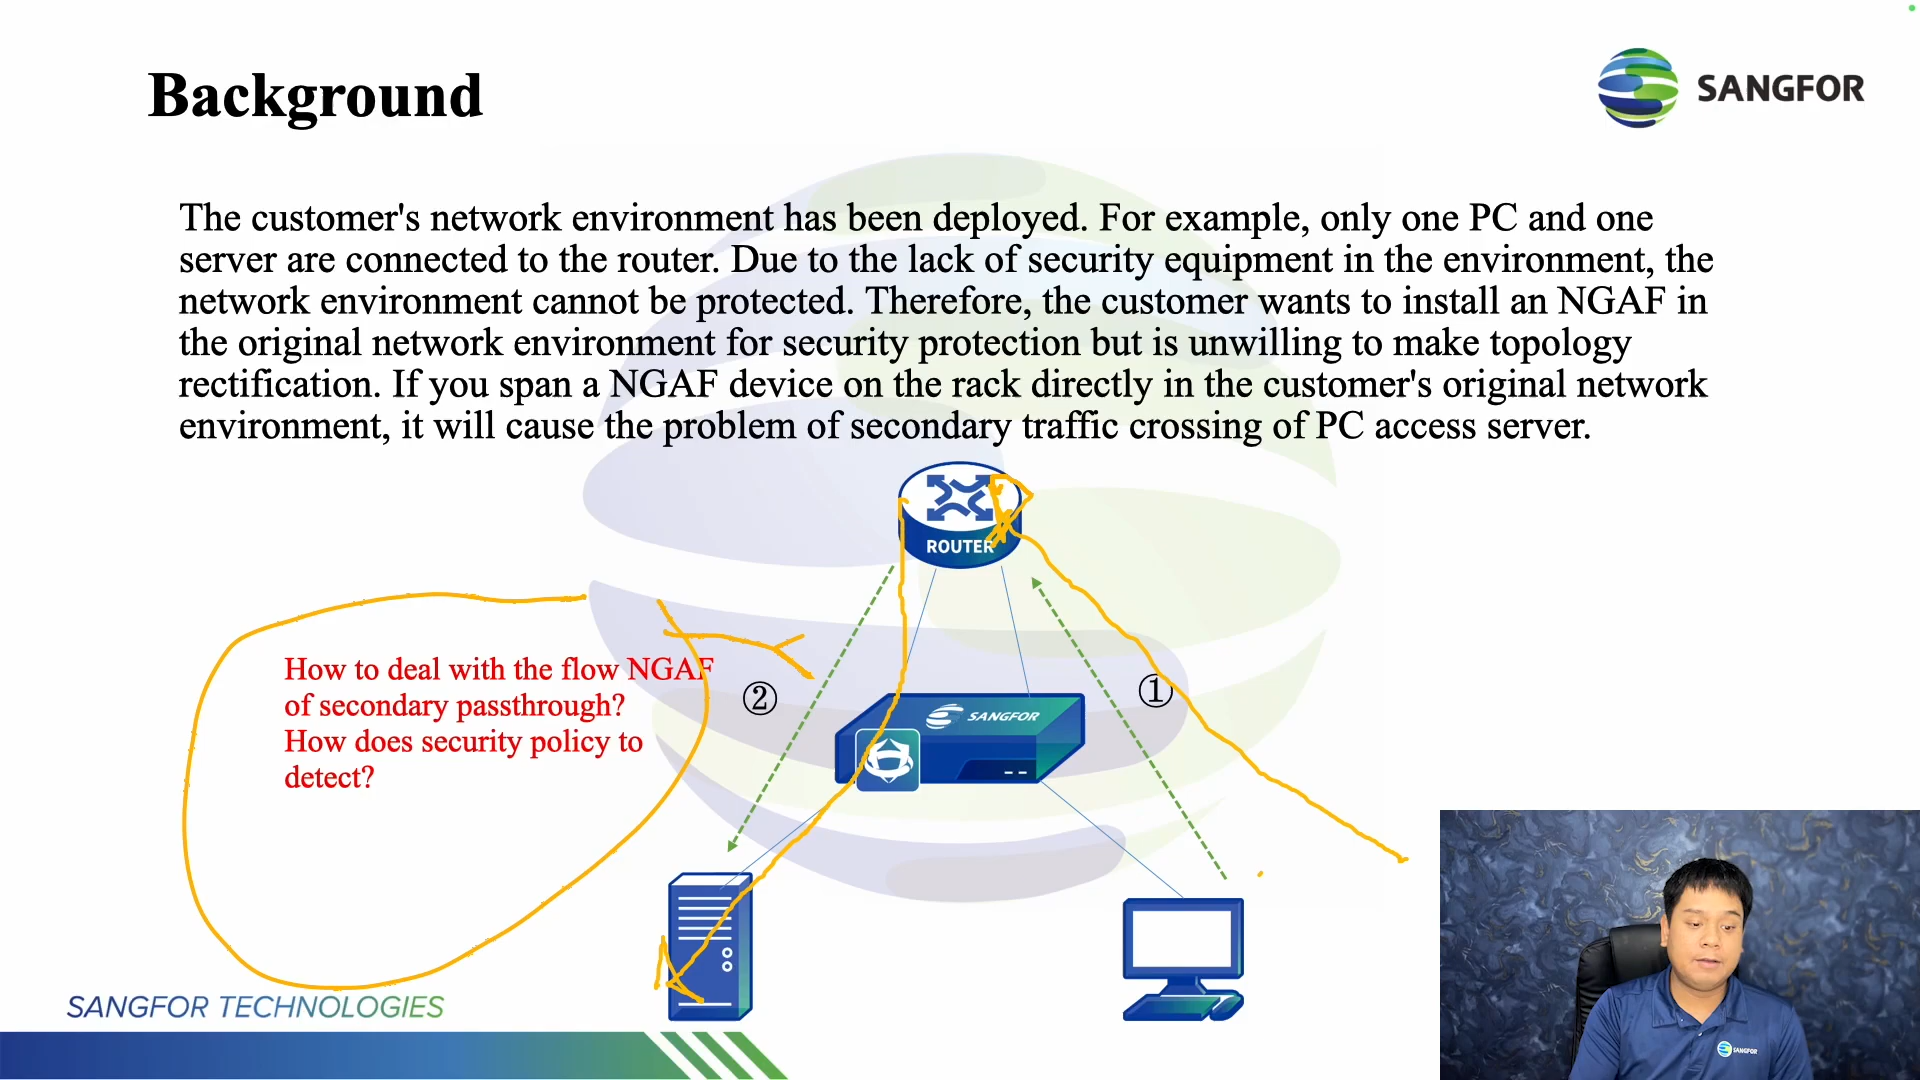 Background
SANGFOR
The customer's network environment has been deployed. For example, only one PC and one
server are connected to the router. Due to the lack of security equipment in the environment, the
network environment cannot be protected. Therefore, the customer wants to install an NGAF in
the original network environment for security protection but is unwilling to make topology
rectification. If you span a NGAF device on the rack directly in the customer's original network
environment, it will cause the problem of secondary traffic crossing of PC access server.
ROUTER
How to deal with the flow NGAF
of secondary passthrough?
How does security policy to
detect?
②
①
SANGFOR
SANGFOR TECHNOLOGIES
SANGFOR